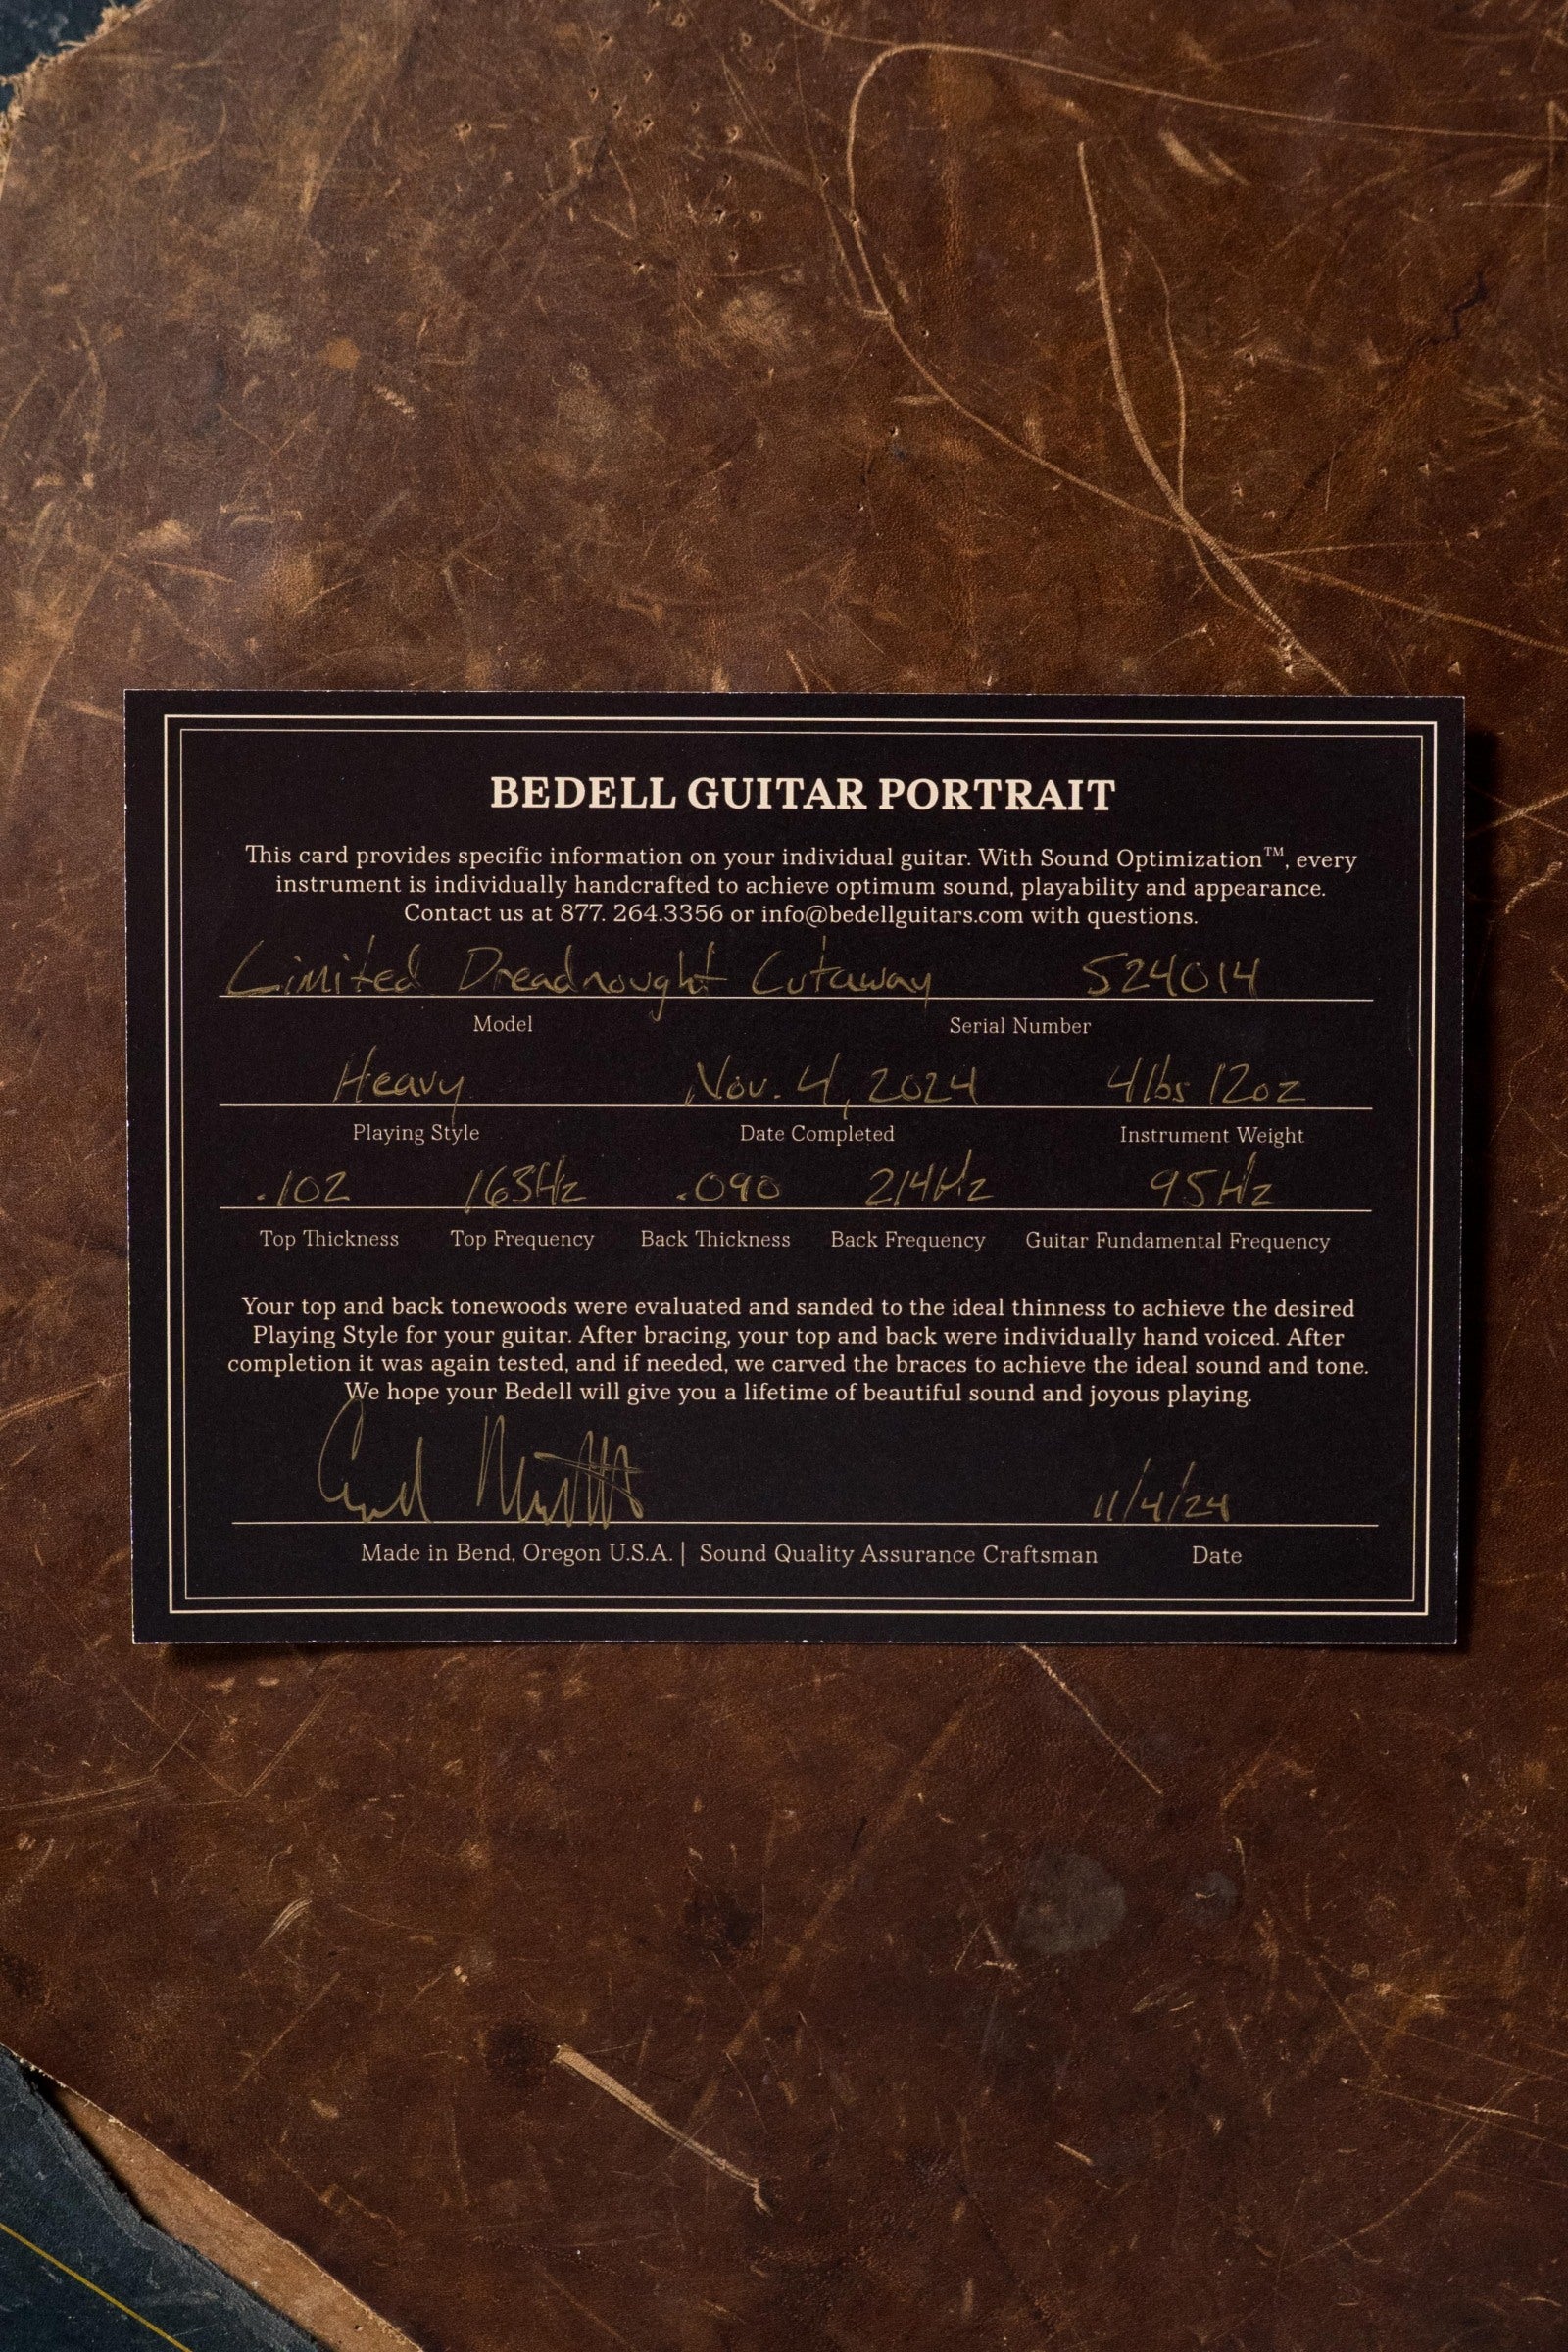 BEDELL GUITAR PORTRAIT
This card provides specific information on your individual guitar. With Sound Optimization™, every
instrument is individually handcrafted to achieve optimum sound, playability and appearance.
Contact us at 877. 264.3356 or info@bedellguitars.com with questions.
Limited Dreadnought Cutaway 524014
Model Serial Number
Heavy Nov. 4, 2024 4lbs 12oz
Playing Style Date Completed Instrument Weight
.102 163Hz .090 214Hz 95Hz
Top Thickness Top Frequency Back Thickness Back Frequency Guitar Fundamental Frequency
Your top and back tonewoods were evaluated and sanded to the ideal thinness to achieve the desired
Playing Style for your guitar. After bracing, your top and back were individually hand voiced. After
completion it was again tested, and if needed, we carved the braces to achieve the ideal sound and tone.
We hope your Bedell will give you a lifetime of beautiful sound and joyous playing.
11/4/24
Made in Bend, Oregon U.S.A. | Sound Quality Assurance Craftsman Date